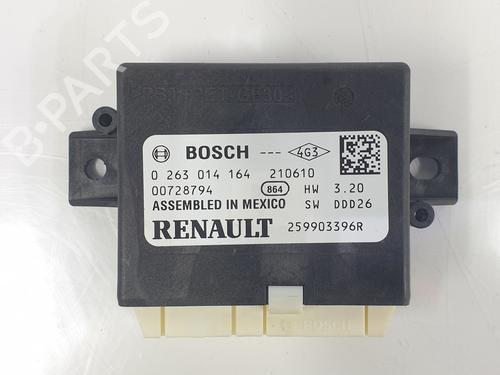 BOSCH --- 4G3
0 263 014 164 210610
00728794 864 HW 3.20
ASSEMBLED IN MEXICO SW DDD26
RENAULT 259903396R
BOSCH
B-PARTS